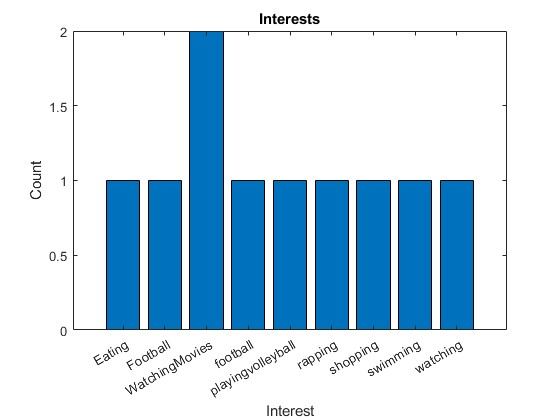 Interests
2
1.5
1
0.5
0
Count
Eating
Football
WatchingMovies
football
playingvolleyball
rapping
shopping
swimming
watching
Interest